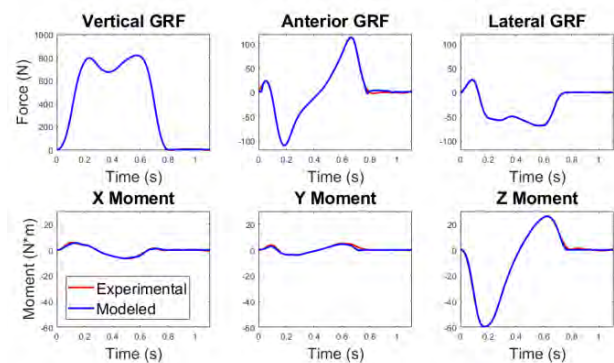 Vertical GRF
Anterior GRF
Lateral GRF
Force (N)
1000
800
600
400
200
0
0 0.2 0.4 0.6 0.8 1
Time (s)
100
50
0
-50
-100
0 0.2 0.4 0.6 0.8 1
Time (s)
100
50
0
-50
-100
0 0.2 0.4 0.6 0.8 1
Time (s)
X Moment
Y Moment
Z Moment
Moment (N*m)
20
0
-20
-40
-60
0 0.2 0.4 0.6 0.8 1
Time (s)
Experimental
Modeled
20
0
-20
-40
-60
0 0.2 0.4 0.6 0.8 1
Time (s)
20
0
-20
-40
-60
0 0.2 0.4 0.6 0.8 1
Time (s)